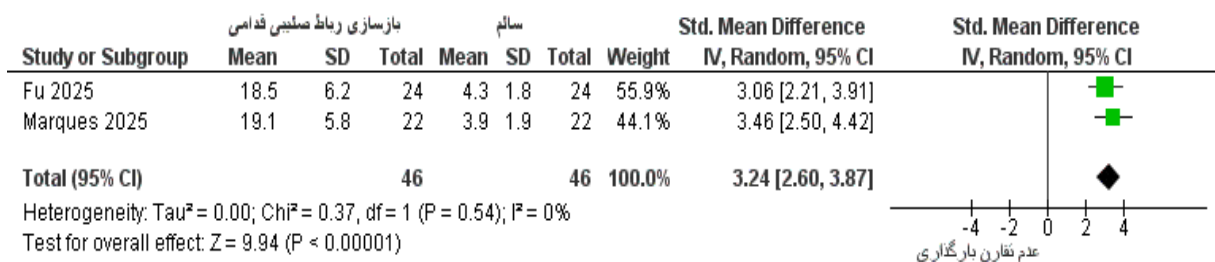 بازسازی رباط صلیبی قدامی سالم Std. Mean Difference Std. Mean Difference
Study or Subgroup Mean SD Total Mean SD Total Weight IV, Random, 95% CI IV, Random, 95% CI
Fu 2025 18.5 6.2 24 4.3 1.8 24 55.9% 3.06 [2.21, 3.91]
Marques 2025 19.1 5.8 22 3.9 1.9 22 44.1% 3.46 [2.50, 4.42]
Total (95% CI) 46 46 100.0% 3.24 [2.60, 3.87]
Heterogeneity: Tau² = 0.00; Chi² = 0.37, df = 1 (P = 0.54); I² = 0%
Test for overall effect: Z = 9.94 (P < 0.00001)
-4 -2 0 2 4
عدم تقارن بارگذاری